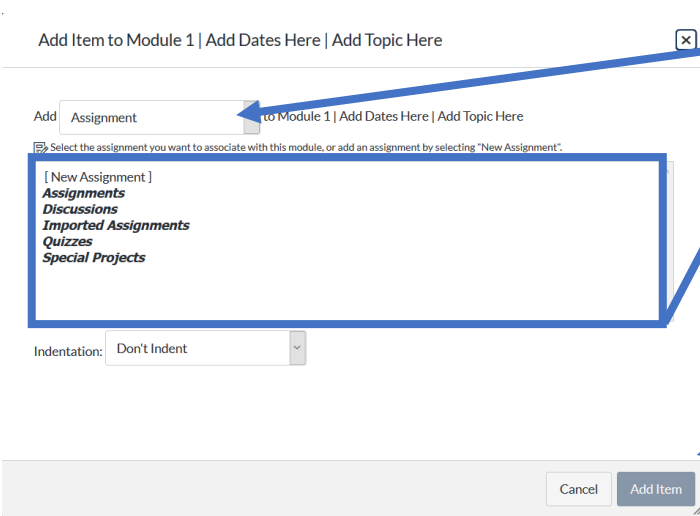 Add Item to Module 1 | Add Dates Here | Add Topic Here
Add Assignment to Module 1 | Add Dates Here | Add Topic Here
Select the assignment you want to associate with this module, or add an assignment by selecting "New Assignment".
[ New Assignment ]
Assignments
Discussions
Imported Assignments
Quizzes
Special Projects
Indentation: Don't Indent
Cancel Add Item